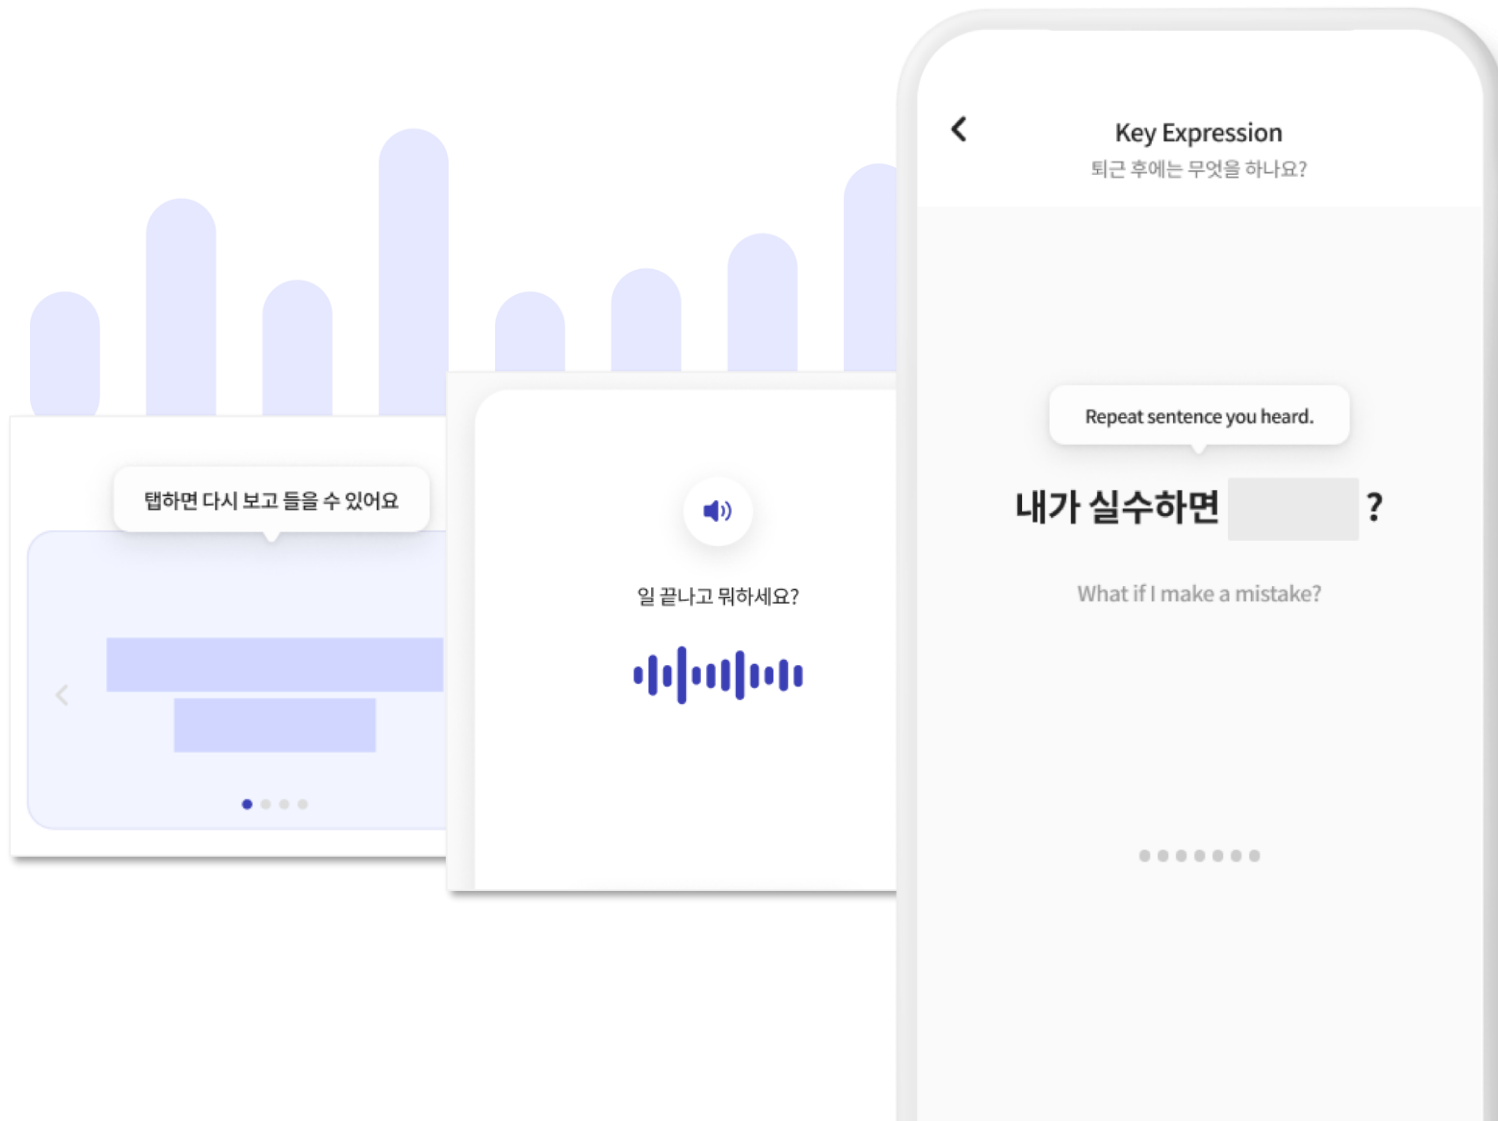 탭하면 다시 보고 들을 수 있어요
일 끝나고 뭐하세요?
Key Expression
퇴근 후에는 무엇을 하나요?
Repeat sentence you heard.
내가 실수하면 ?
What if I make a mistake?